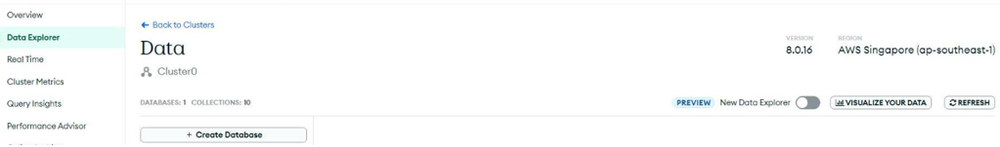 Overview
Data Explorer
Real Time
Cluster Metrics
Query Insights
Performance Advisor
← Back to Clusters
Data
Cluster0
VERSION
8.0.16
REGION
AWS Singapore (ap-southeast-1)
DATABASES: 1 COLLECTIONS: 10
PREVIEW New Data Explorer VISUALIZE YOUR DATA REFRESH
+ Create Database